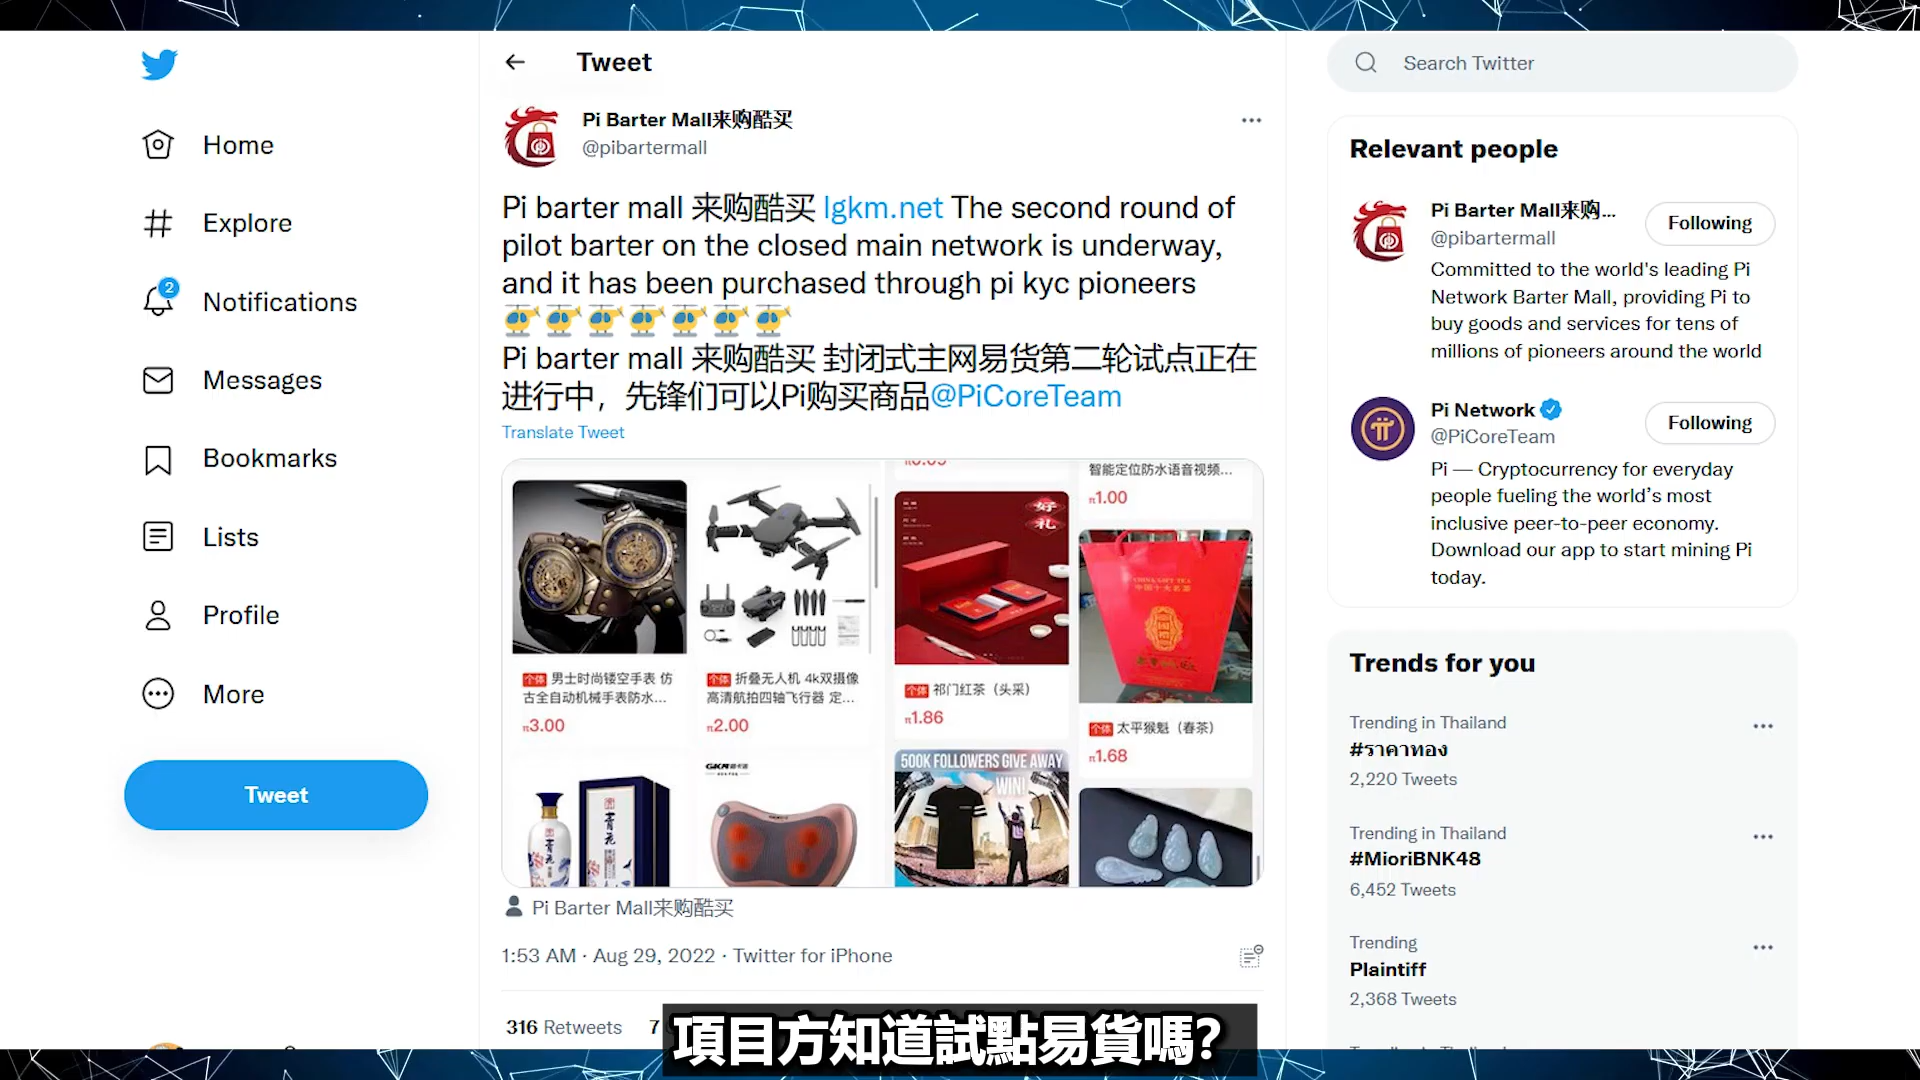 Home
Explore
2
Notifications
Messages
Bookmarks
Lists
Profile
More
Tweet
Tweet
Pi Barter Mall来购酷买
@pibartermall
Pi barter mall 来购酷买 lgkm.net The second round of
pilot barter on the closed main network is underway,
and it has been purchased through pi kyc pioneers
Pi barter mall 来购酷买 封闭式主网易货第二轮试点正在
进行中，先锋们可以Pi购买商品@PiCoreTeam
Translate Tweet
个体 男士时尚镂空手表 仿
古全自动机械手表防水...
π3.00
个体 折叠无人机 4k双摄像
高清航拍四轴飞行器 定...
π2.00
好礼
个体 祁门红茶（头采）
π1.86
智能定位防水语音视频...
π1.00
CHINA GIFT TEA
中国十大名茶
个体 太平猴魁（春茶）
π1.68
500K FOLLOWERS GIVE AWAY
WIN!
Pi Barter Mall来购酷买
1:53 AM · Aug 29, 2022 · Twitter for iPhone
316 Retweets 7
項目方知道試點易貨嗎？
Search Twitter
Relevant people
Pi Barter Mall来购...
@pibartermall
Following
Committed to the world's leading Pi
Network Barter Mall, providing Pi to
buy goods and services for tens of
millions of pioneers around the world
Pi Network
@PiCoreTeam
Following
Pi — Cryptocurrency for everyday
people fueling the world’s most
inclusive peer-to-peer economy.
Download our app to start mining Pi
today.
Trends for you
Trending in Thailand
#ราคาทอง
2,220 Tweets
Trending in Thailand
#MioriBNK48
6,452 Tweets
Trending
Plaintiff
2,368 Tweets